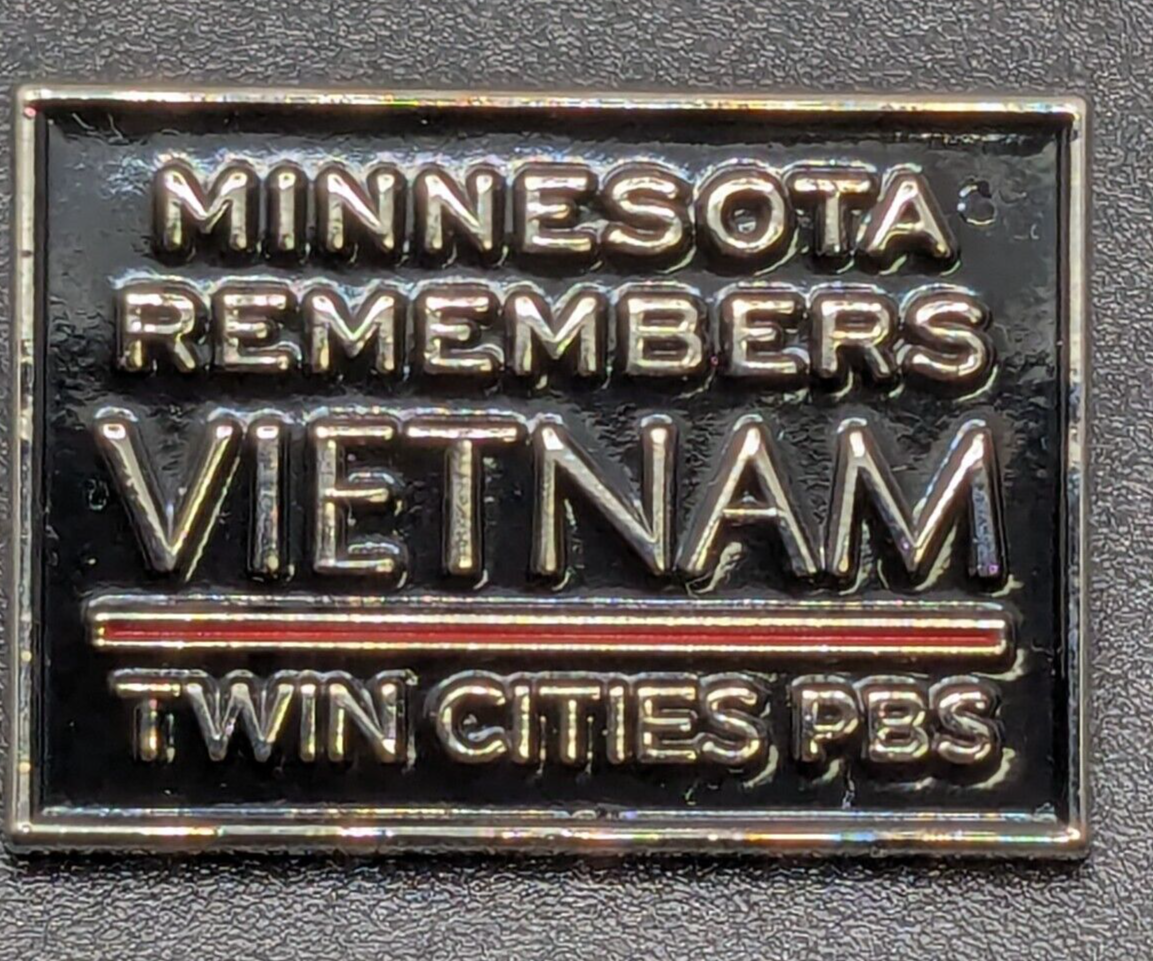 MINNESOTA
REMEMBERS
VIETNAM
TWIN CITIES PBS